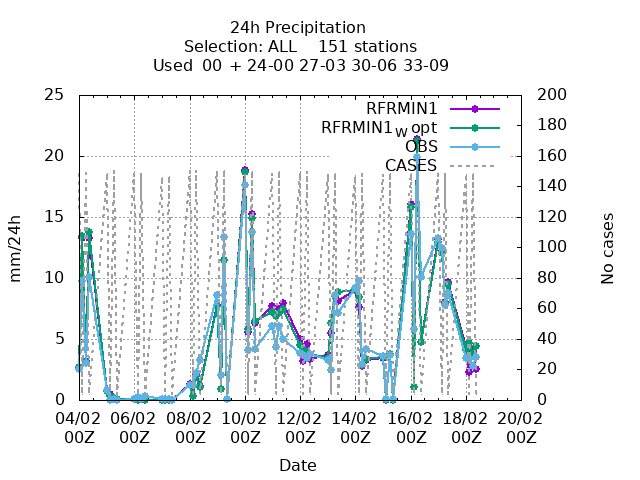 24h Precipitation
Selection: ALL    151 stations
Used  00 + 24-00 27-03 30-06 33-09
25
20
15
10
5
0
mm/24h
200
180
160
140
120
100
80
60
40
20
0
No cases
RFRMIN1
RFRMIN1_w opt
OBS
CASES
04/02 06/02 08/02 10/02 12/02 14/02 16/02 18/02 20/02
00Z 00Z 00Z 00Z 00Z 00Z 00Z 00Z 00Z
Date